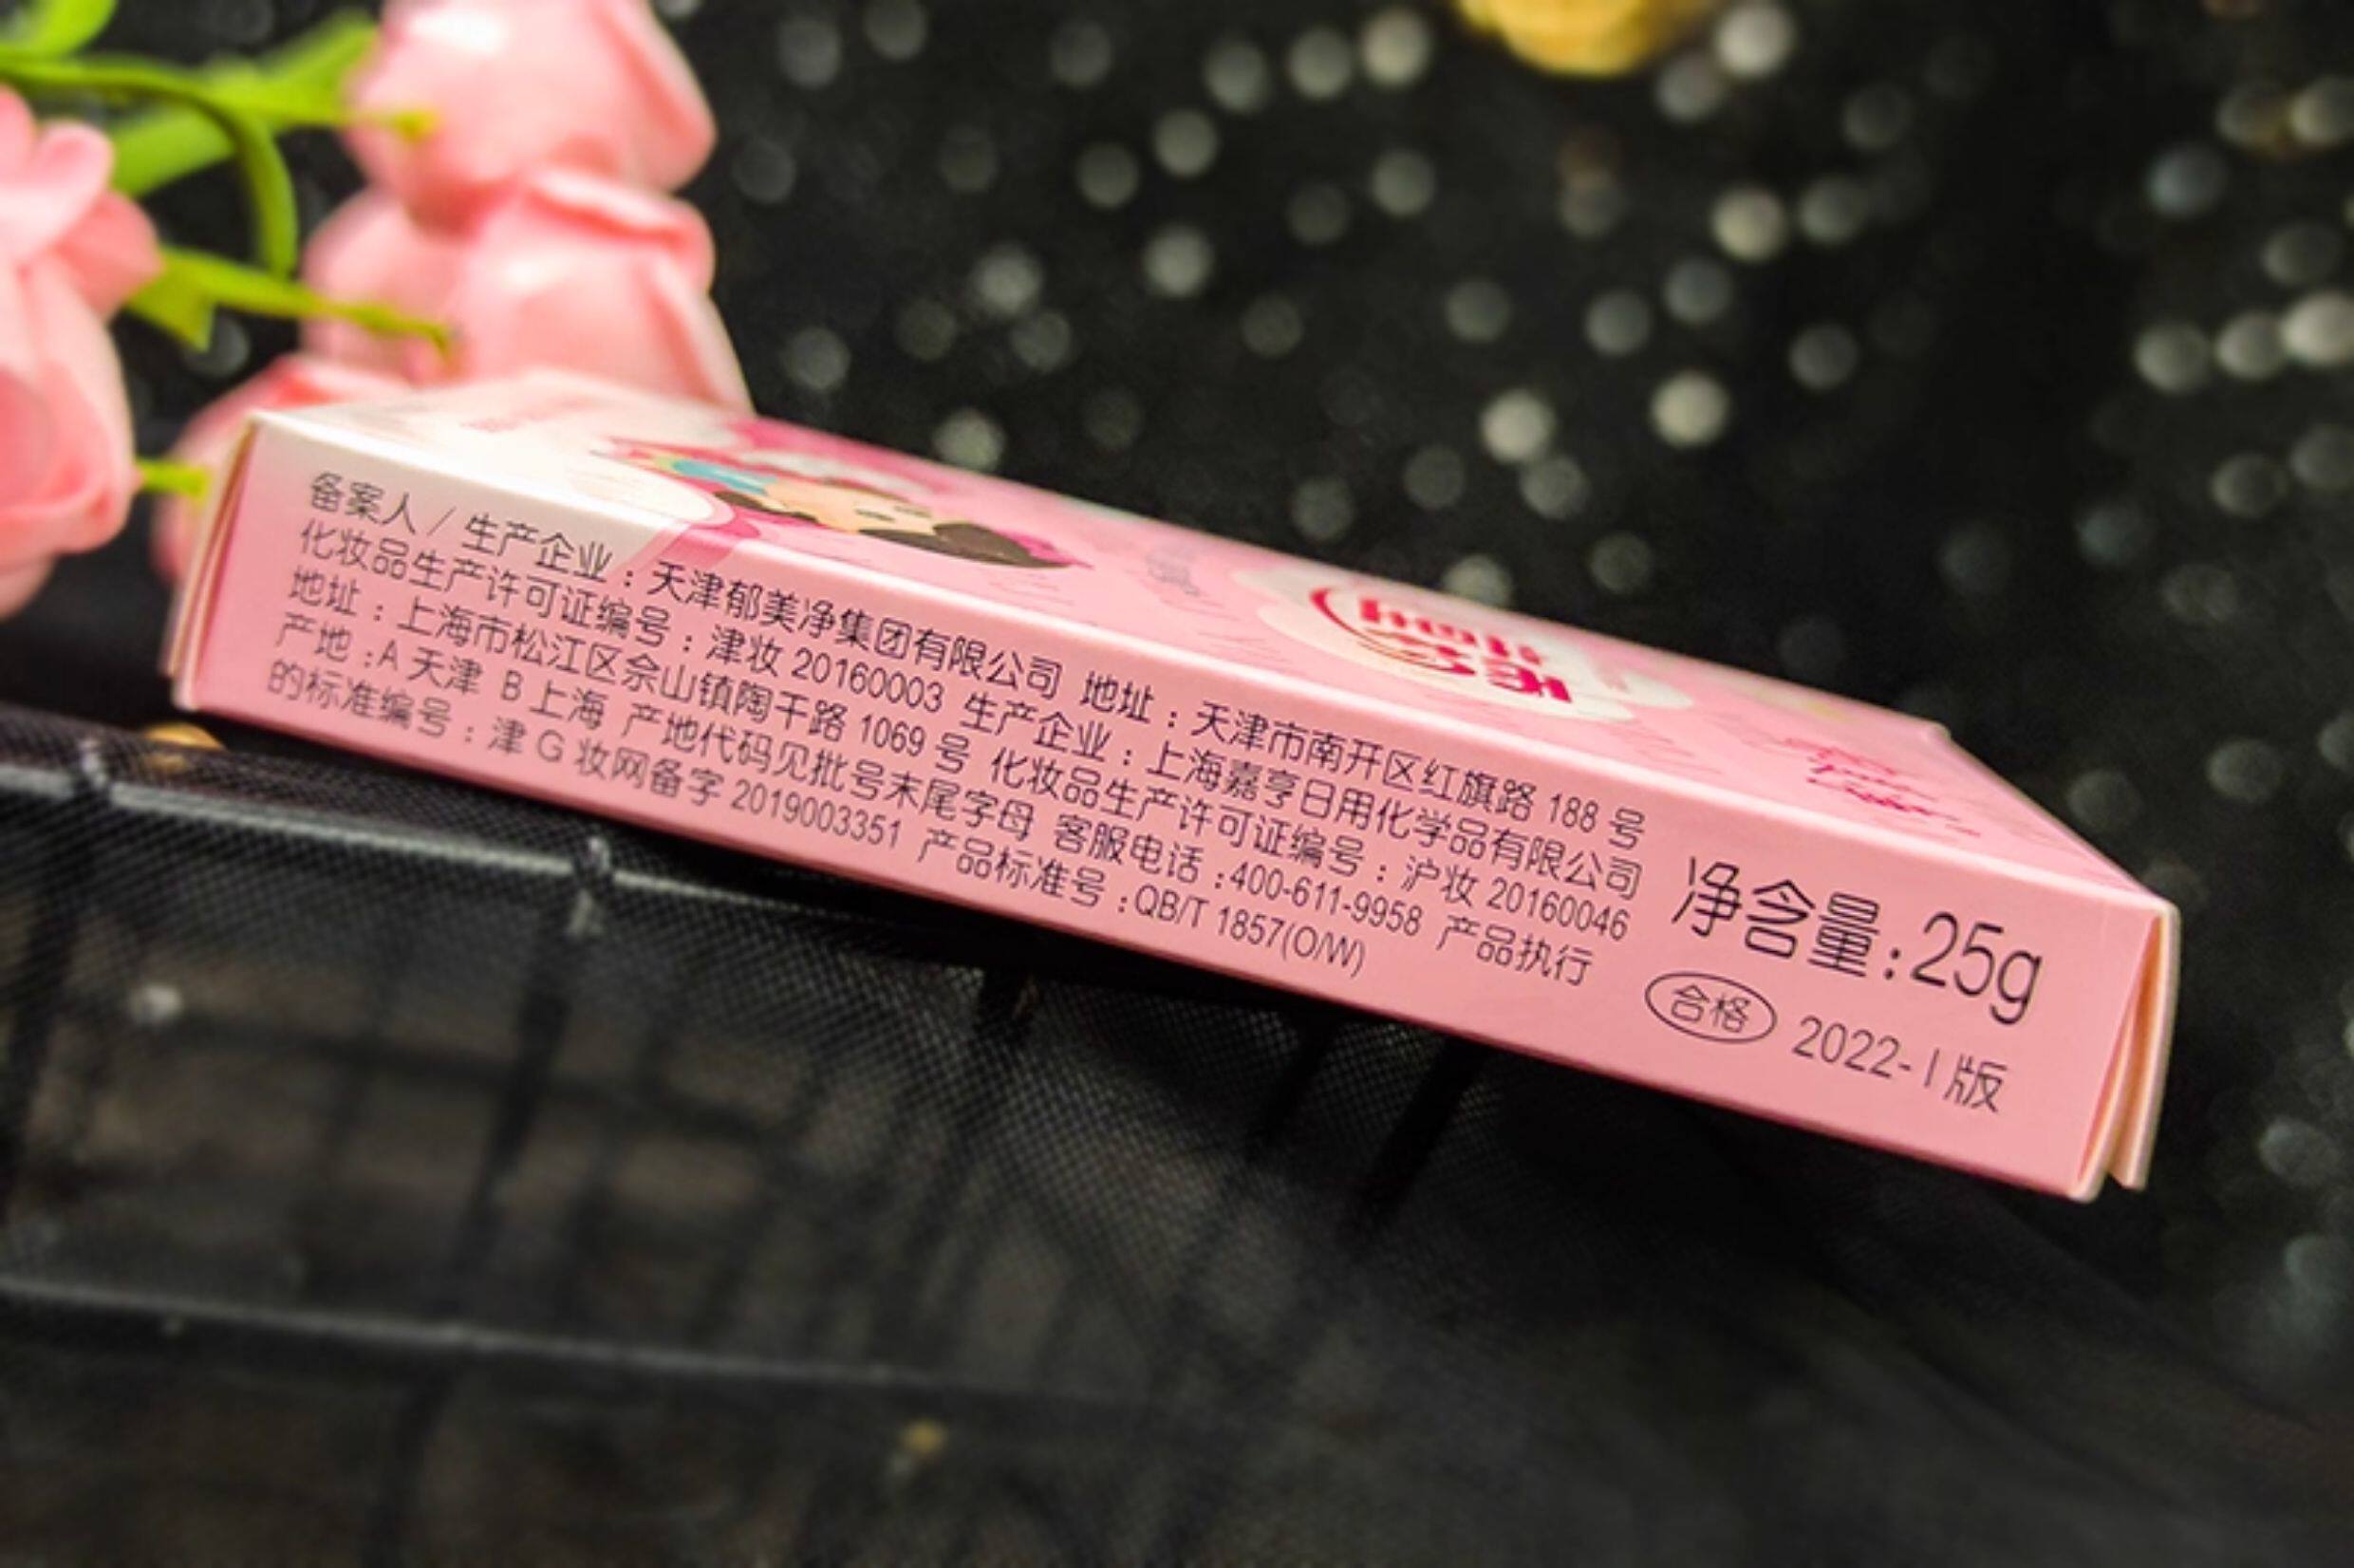 备案人/生产企业：天津郁美净集团有限公司 地址：天津市南开区红旗路 188 号
化妆品生产许可证编号：津妆 20160003 生产企业：上海嘉亨日用化学品有限公司
地址：上海市松江区佘山镇陶干路 1069 号 化妆品生产许可证编号：沪妆 20160046
产地:A 天津 B 上海 产地代码见批号末尾字母 客服电话:400-611-9958 产品执行
的标准编号：津 G 妆网备字 2019003351 产品标准号:QB/T 1857(O/W)
净含量:25g
合格 2022-I版